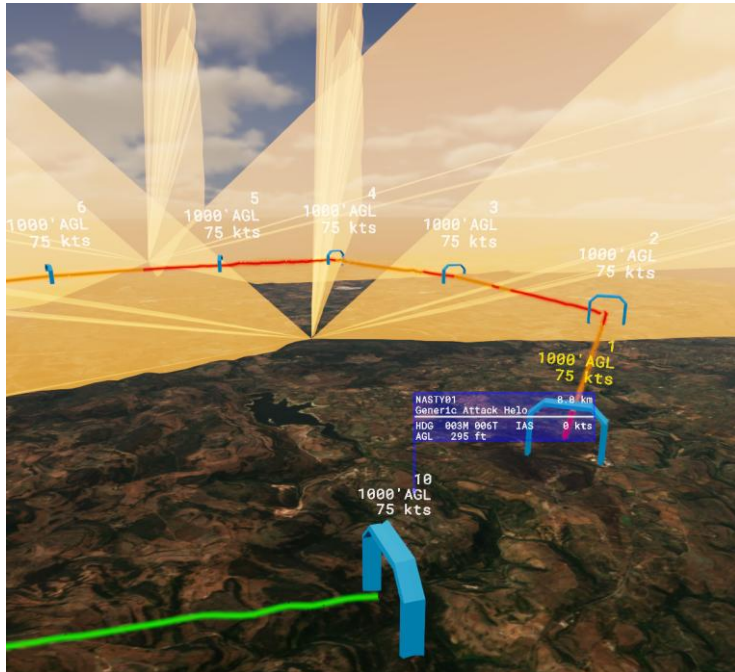 6
1000'AGL
75 kts
5
1000'AGL
75 kts
4
1000'AGL
75 kts
3
1000'AGL
75 kts
2
1000'AGL
75 kts
1
1000'AGL
75 kts
NASTY01 8.0 km
Generic Attack Helo
HDG 003M 006T IAS 0 kts
AGL 295 ft
10
1000'AGL
75 kts